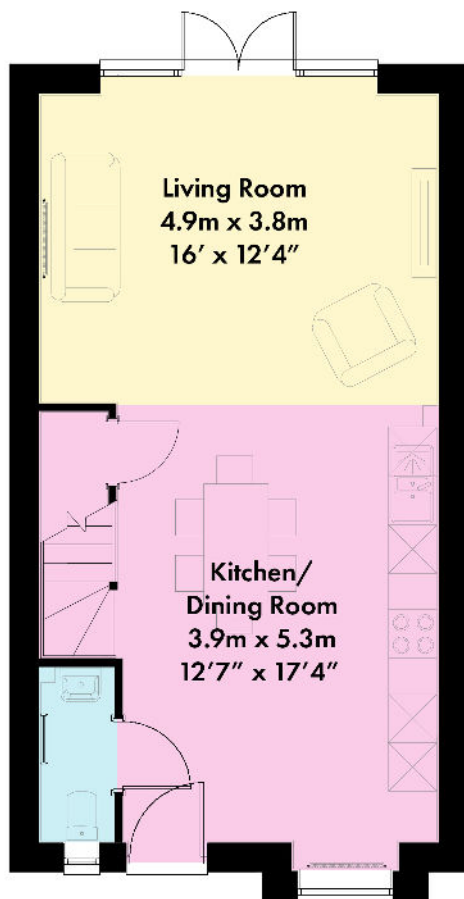 Living Room
4.9m x 3.8m
16' x 12'4"
Kitchen/
Dining Room
3.9m x 5.3m
12'7" x 17'4"